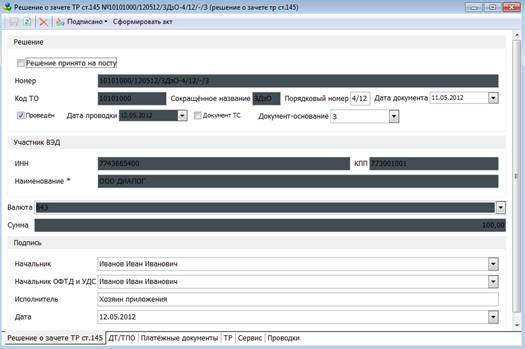 Решение о зачете ТР ст.145 №10101000/120512/ЗДзО-4/12/-/3 (решение о зачете тр ст.145)
Подписано Сформировать акт
Решение
Решение принято на посту
Номер 10101000/120512/ЗДзО-4/12/-/3
Код ТО 10101000 Сокращённое название ЗДзО Порядковый номер 4/12 Дата документа 11.05.2012
Проведён Дата проводки 12.05.2012 Документ ТС Документ-основание 3
Участник ВЭД
ИНН 7743665400 КПП 773001001
Наименование * ООО ДИАЛОГ
Валюта 643
Сумма 100,00
Подпись
Начальник Иванов Иван Иванович
Начальник ОФТД и УДС Иванов Иван Иванович
Исполнитель Хозяин приложения
Дата 12.05.2012
Решение о зачете ТР ст.145 ДТ/ТПО Платёжные документы ТР Сервис Проводки